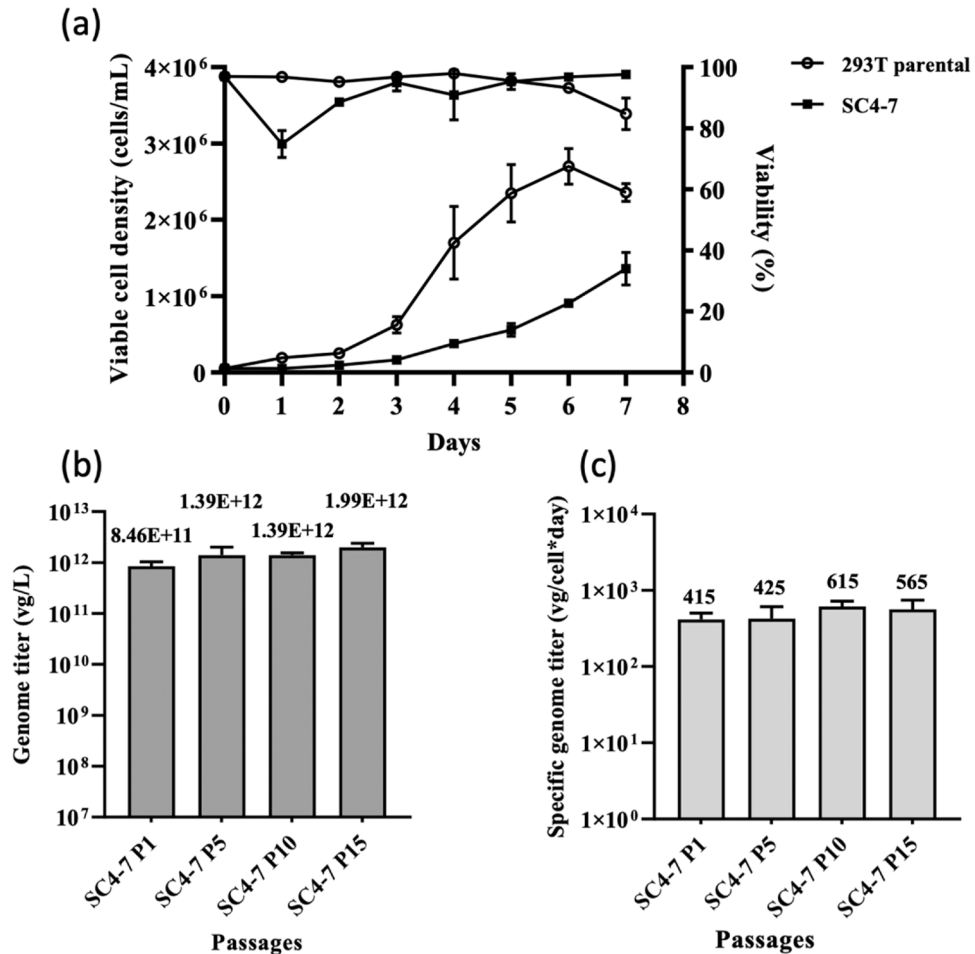 (a)
Viable cell density (cells/mL)
4×10⁶
3×10⁶
2×10⁶
1×10⁶
0
100
80
60
40
20
0
Viability (%)
293T parental
SC4-7
0 1 2 3 4 5 6 7 8
Days
(b)
Genome titer (vg/L)
10¹³
10¹²
10¹¹
10¹⁰
10⁹
10⁸
10⁷
8.46E+11
1.39E+12
1.39E+12
1.99E+12
SC4-7 P1
SC4-7 P5
SC4-7 P10
SC4-7 P15
Passages
(c)
Specific genome titer (vg/cell*day)
1×10⁴
1×10³
1×10²
1×10¹
1×10⁰
415
425
615
565
SC4-7 P1
SC4-7 P5
SC4-7 P10
SC4-7 P15
Passages